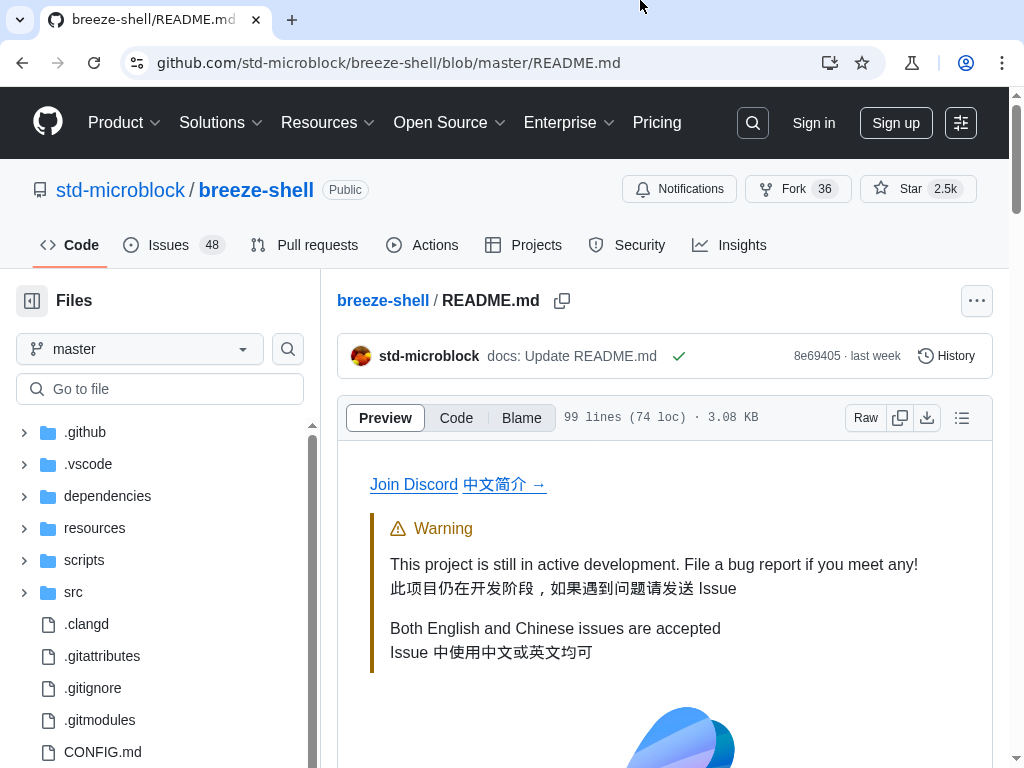 breeze-shell/README.md
github.com/std-microblock/breeze-shell/blob/master/README.md
Product
Solutions
Resources
Open Source
Enterprise
Pricing
Sign in
Sign up
std-microblock / breeze-shell
Public
Notifications
Fork 36
Star 2.5k
Code
Issues 48
Pull requests
Actions
Projects
Security
Insights
Files
master
Go to file
.github
.vscode
dependencies
resources
scripts
src
.clangd
.gitattributes
.gitignore
.gitmodules
CONFIG.md
breeze-shell / README.md
std-microblock docs: Update README.md
8e69405 · last week
History
Preview
Code
Blame
99 lines (74 loc) · 3.08 KB
Raw
Join Discord 中文简介 →
Warning
This project is still in active development. File a bug report if you meet any!
此项目仍在开发阶段，如果遇到问题请发送 Issue
Both English and Chinese issues are accepted
Issue 中使用中文或英文均可